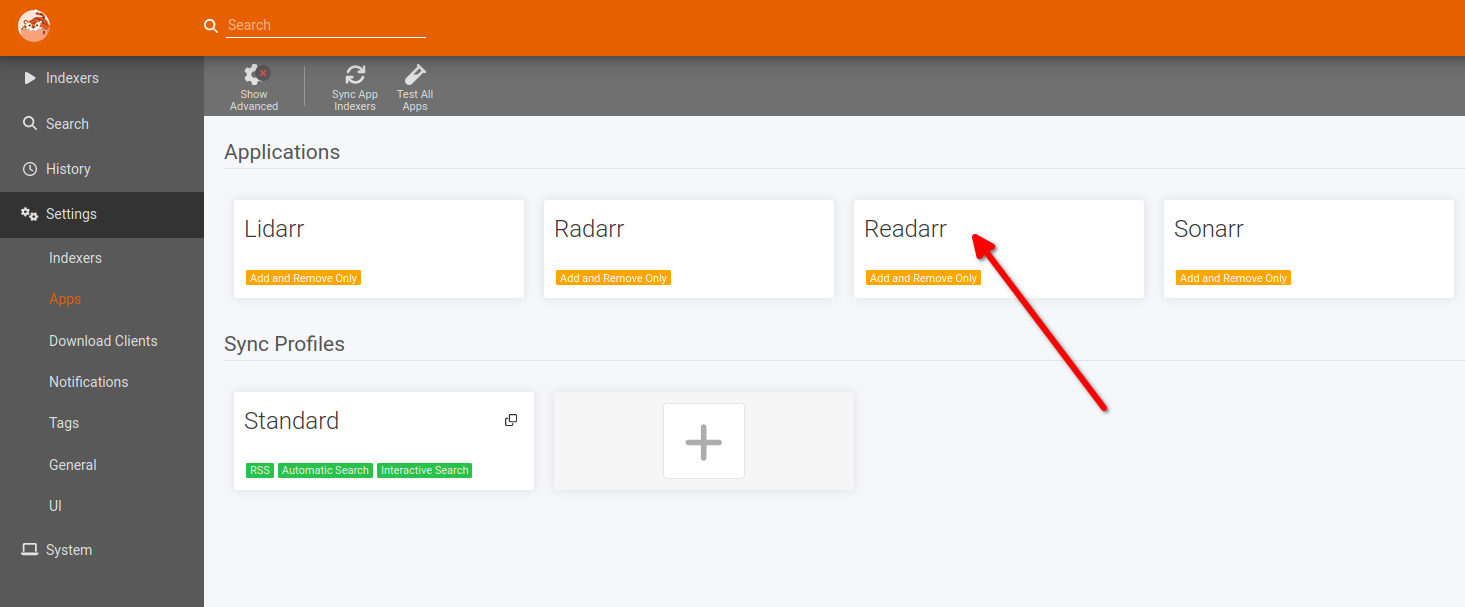 Search
Indexers
Search
History
Settings
Indexers
Apps
Download Clients
Notifications
Tags
General
UI
System
Show
Advanced
Sync App
Indexers
Test All
Apps
Applications
Lidarr
Add and Remove Only
Radarr
Add and Remove Only
Readarr
Add and Remove Only
Sonarr
Add and Remove Only
Sync Profiles
Standard
RSS Automatic Search Interactive Search